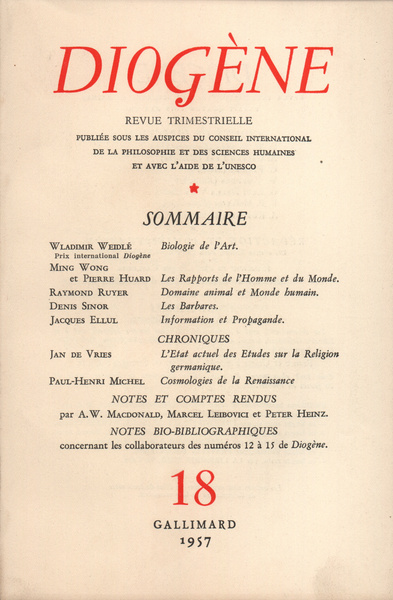 DIOGÈNE
REVUE TRIMESTRIELLE
PUBLIÉE SOUS LES AUSPICES DU CONSEIL INTERNATIONAL
DE LA PHILOSOPHIE ET DES SCIENCES HUMAINES
ET AVEC L'AIDE DE L'UNESCO
SOMMAIRE
WLADIMIR WEIDLÉ Biologie de l'Art.
Prix international Diogène
MING WONG
et PIERRE HUARD Les Rapports de l'Homme et du Monde.
RAYMOND RUYER Domaine animal et Monde humain.
DENIS SINOR Les Barbares.
JACQUES ELLUL Information et Propagande.
CHRONIQUES
JAN DE VRIES L'Etat actuel des Etudes sur la Religion
germanique.
PAUL-HENRI MICHEL Cosmologies de la Renaissance
NOTES ET COMPTES RENDUS
par A.W. MACDONALD, MARCEL LEIBOVICI et PETER HEINZ.
NOTES BIO-BIBLIOGRAPHIQUES
concernant les collaborateurs des numéros 12 à 15 de Diogène.
18
GALLIMARD
1957